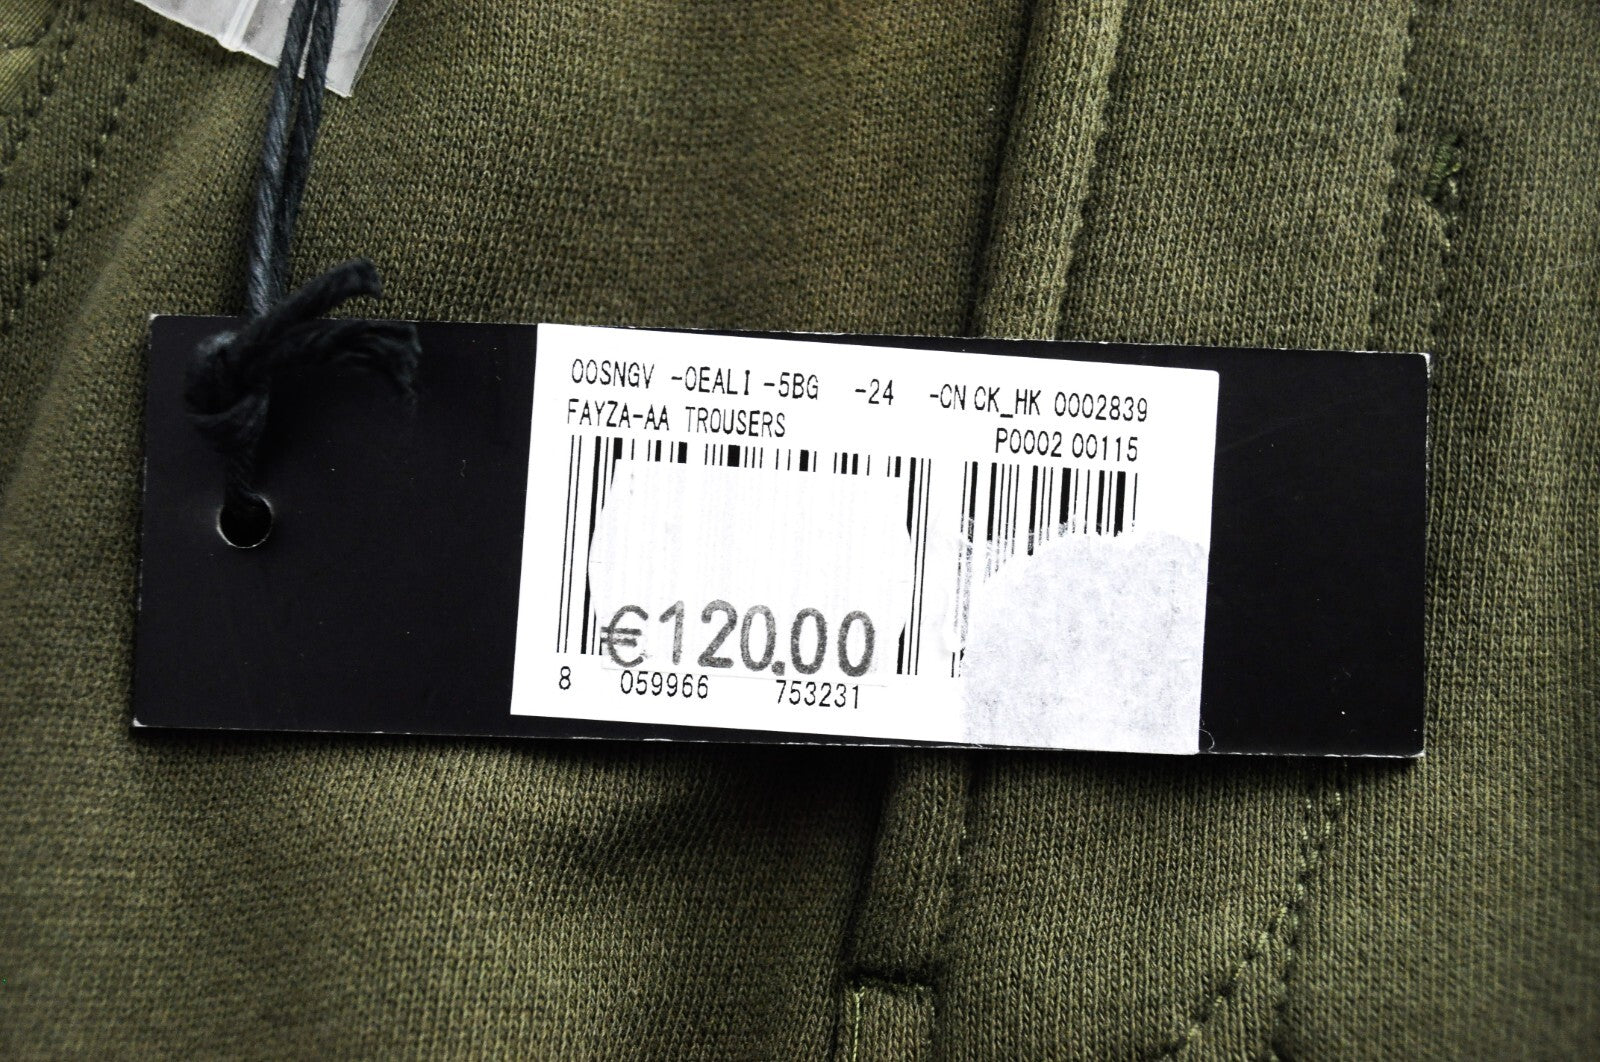 00SNGV -0EALI -5BG -24 -CN CK_HK 0002839
FAYZA-AA TROUSERS P0002 00115
€120.00
8 059966 753231